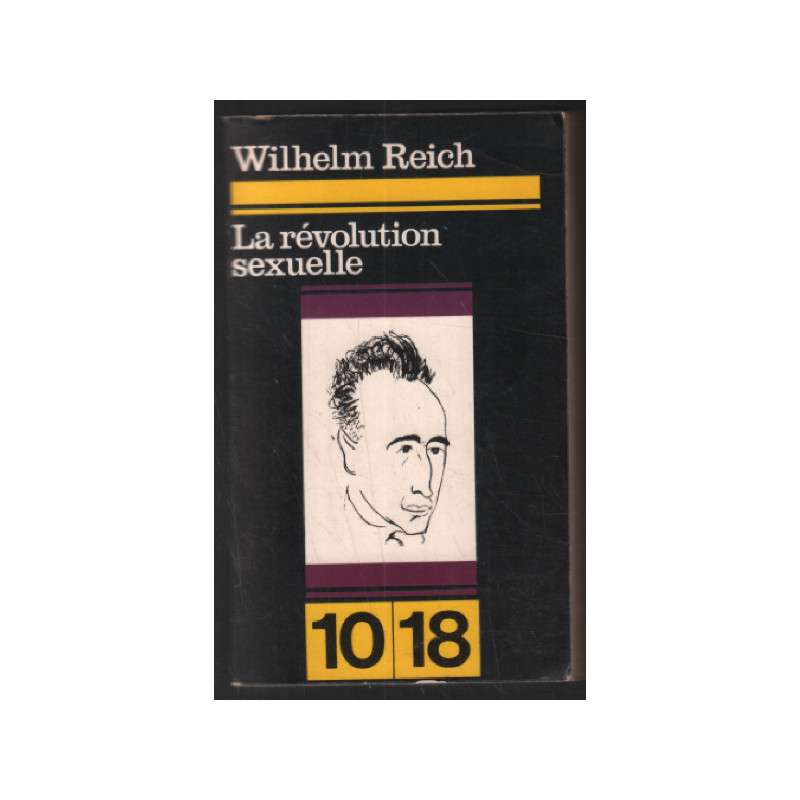 Wilhelm Reich
La révolution
sexuelle
10 18